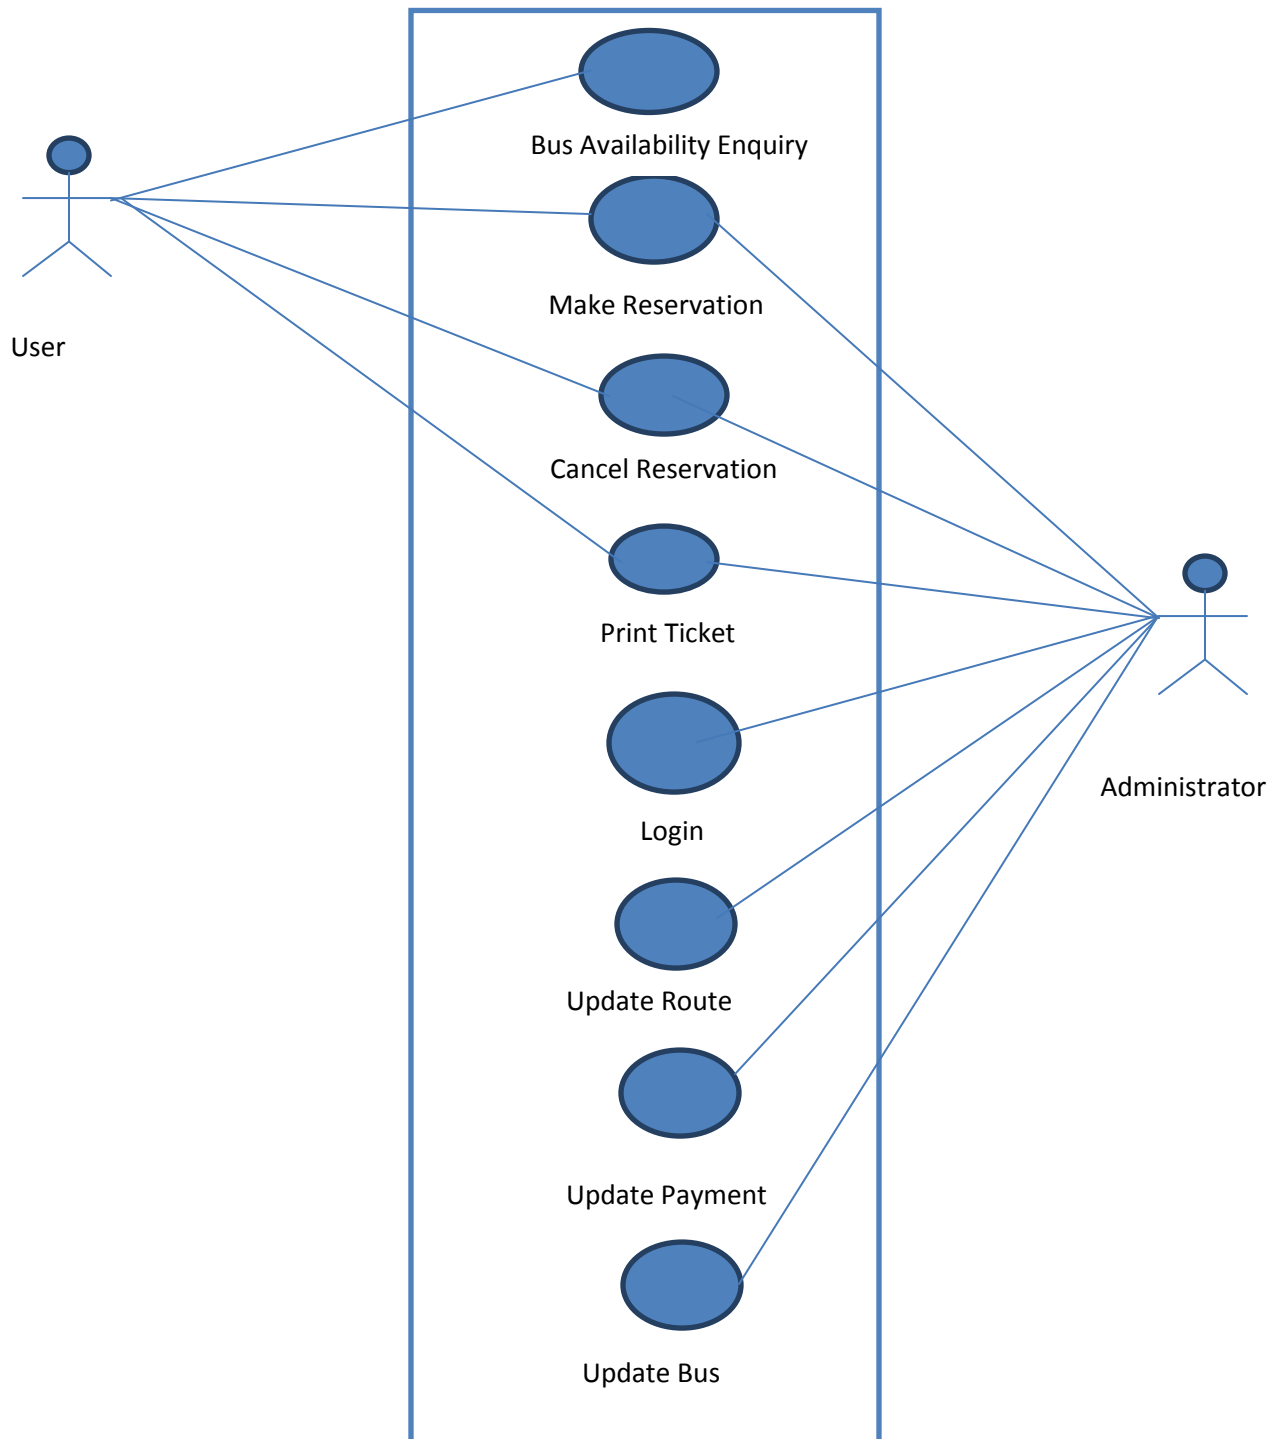 Bus Availability Enquiry
Make Reservation
User
Cancel Reservation
Print Ticket
Administrator
Login
Update Route
Update Payment
Update Bus